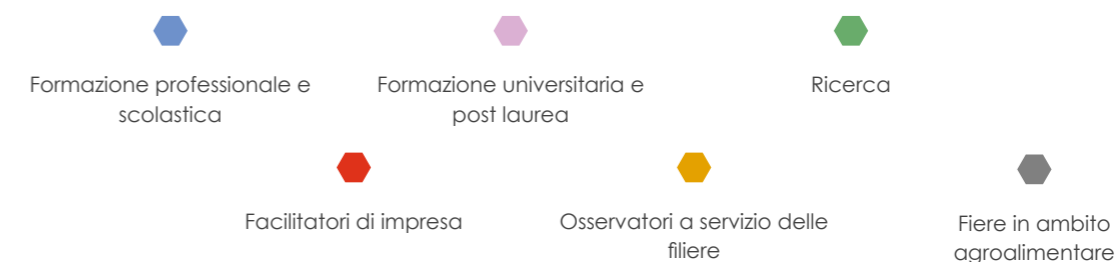 Formazione professionale e
scolastica
Formazione universitaria e
post laurea
Ricerca
Facilitatori di impresa
Osservatori a servizio delle
filiere
Fiere in ambito
agroalimentare